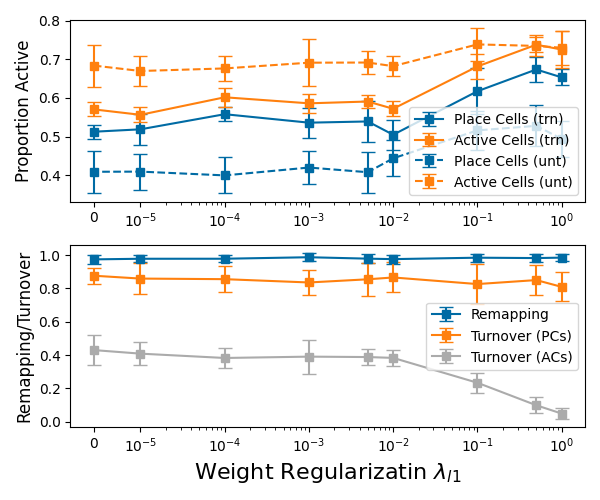 Proportion Active
0.8
0.7
0.6
0.5
0.4
0 10⁻⁵ 10⁻⁴ 10⁻³ 10⁻² 10⁻¹ 10⁰
Place Cells (trn)
Active Cells (trn)
Place Cells (unt)
Active Cells (unt)
Remapping/Turnover
1.0
0.8
0.6
0.4
0.2
0.0
0 10⁻⁵ 10⁻⁴ 10⁻³ 10⁻² 10⁻¹ 10⁰
Remapping
Turnover (PCs)
Turnover (ACs)
Weight Regularizatin λl1